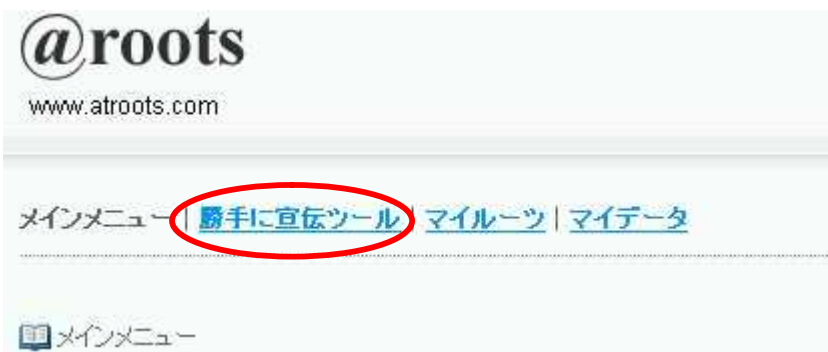 @roots
www.atroots.com
メインメニュー | 勝手に宣伝ツール | マイルーツ | マイデータ
メインメニュー